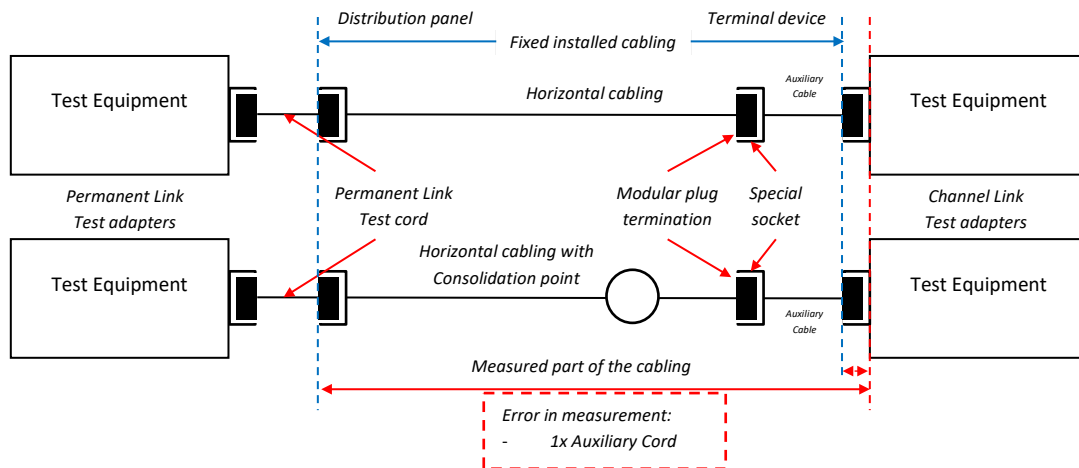 Distribution panel
Terminal device
Fixed installed cabling
Test Equipment
Horizontal cabling
Auxiliary
Cable
Test Equipment
Permanent Link
Test adapters
Permanent Link
Test cord
Modular plug
termination
Special
socket
Channel Link
Test adapters
Test Equipment
Horizontal cabling with
Consolidation point
Auxiliary
Cable
Test Equipment
Measured part of the cabling
Error in measurement:
- 1x Auxiliary Cord